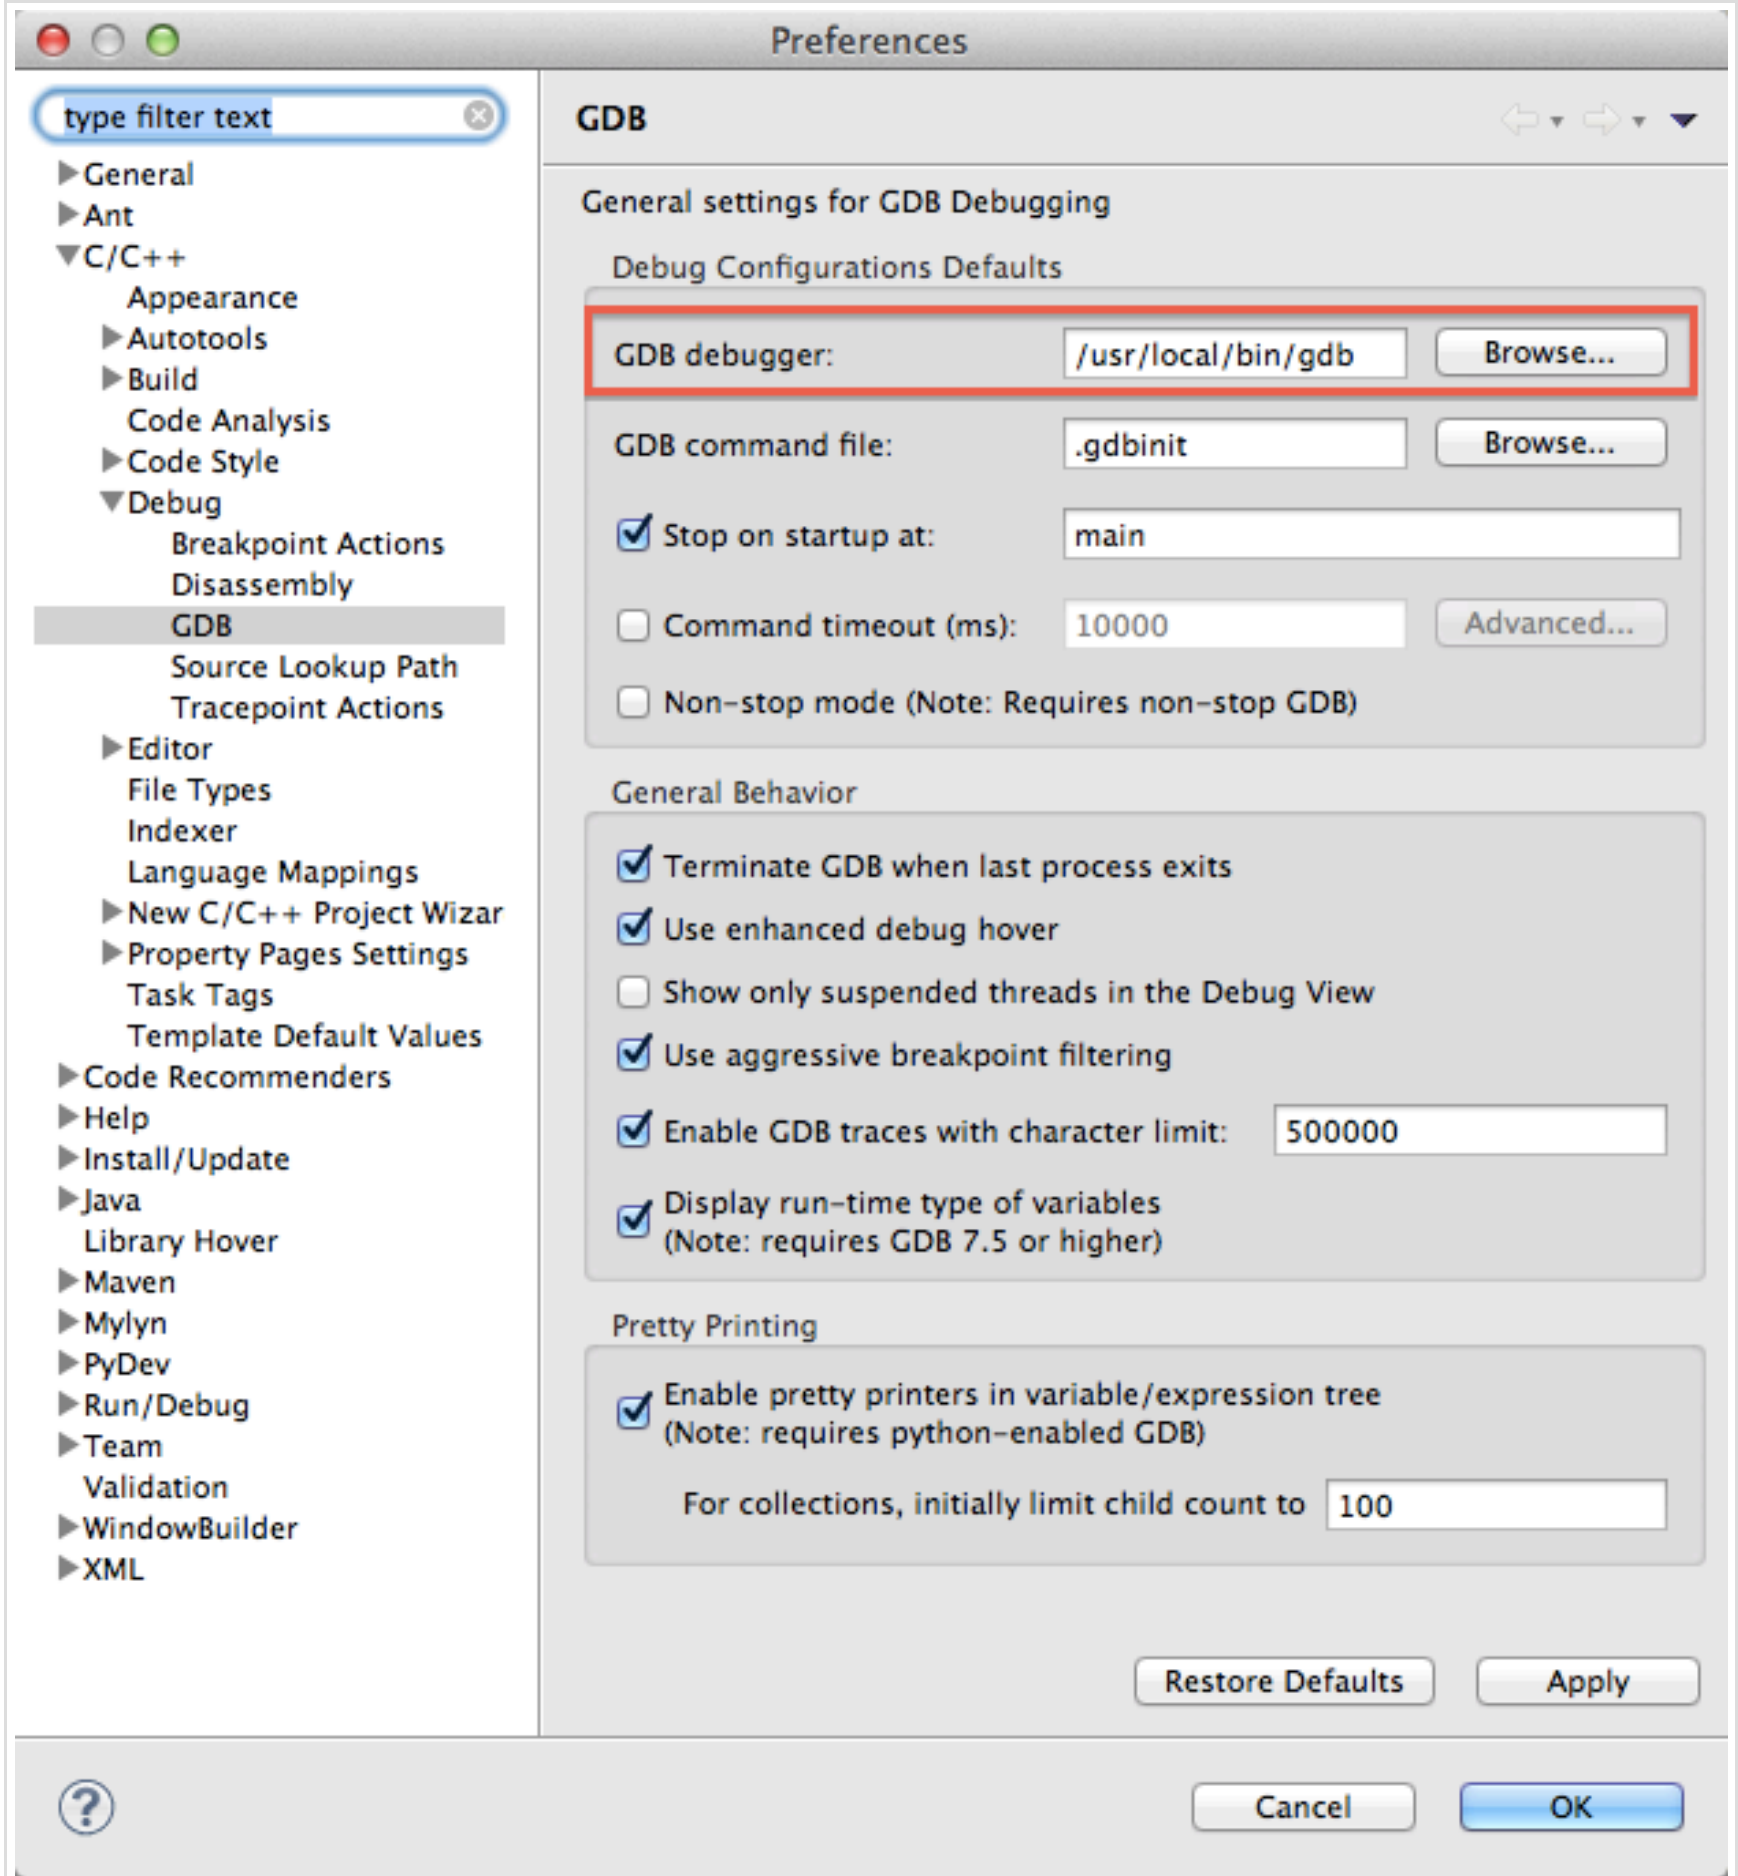 Preferences
type filter text
General
Ant
C/C++
Appearance
Autotools
Build
Code Analysis
Code Style
Debug
Breakpoint Actions
Disassembly
GDB
Source Lookup Path
Tracepoint Actions
Editor
File Types
Indexer
Language Mappings
New C/C++ Project Wizar
Property Pages Settings
Task Tags
Template Default Values
Code Recommenders
Help
Install/Update
Java
Library Hover
Maven
Mylyn
PyDev
Run/Debug
Team
Validation
WindowBuilder
XML
GDB
General settings for GDB Debugging
Debug Configurations Defaults
GDB debugger: /usr/local/bin/gdb Browse...
GDB command file: .gdbinit Browse...
Stop on startup at: main
Command timeout (ms): 10000 Advanced...
Non-stop mode (Note: Requires non-stop GDB)
General Behavior
Terminate GDB when last process exits
Use enhanced debug hover
Show only suspended threads in the Debug View
Use aggressive breakpoint filtering
Enable GDB traces with character limit: 500000
Display run-time type of variables
(Note: requires GDB 7.5 or higher)
Pretty Printing
Enable pretty printers in variable/expression tree
(Note: requires python-enabled GDB)
For collections, initially limit child count to 100
Restore Defaults Apply
? Cancel OK